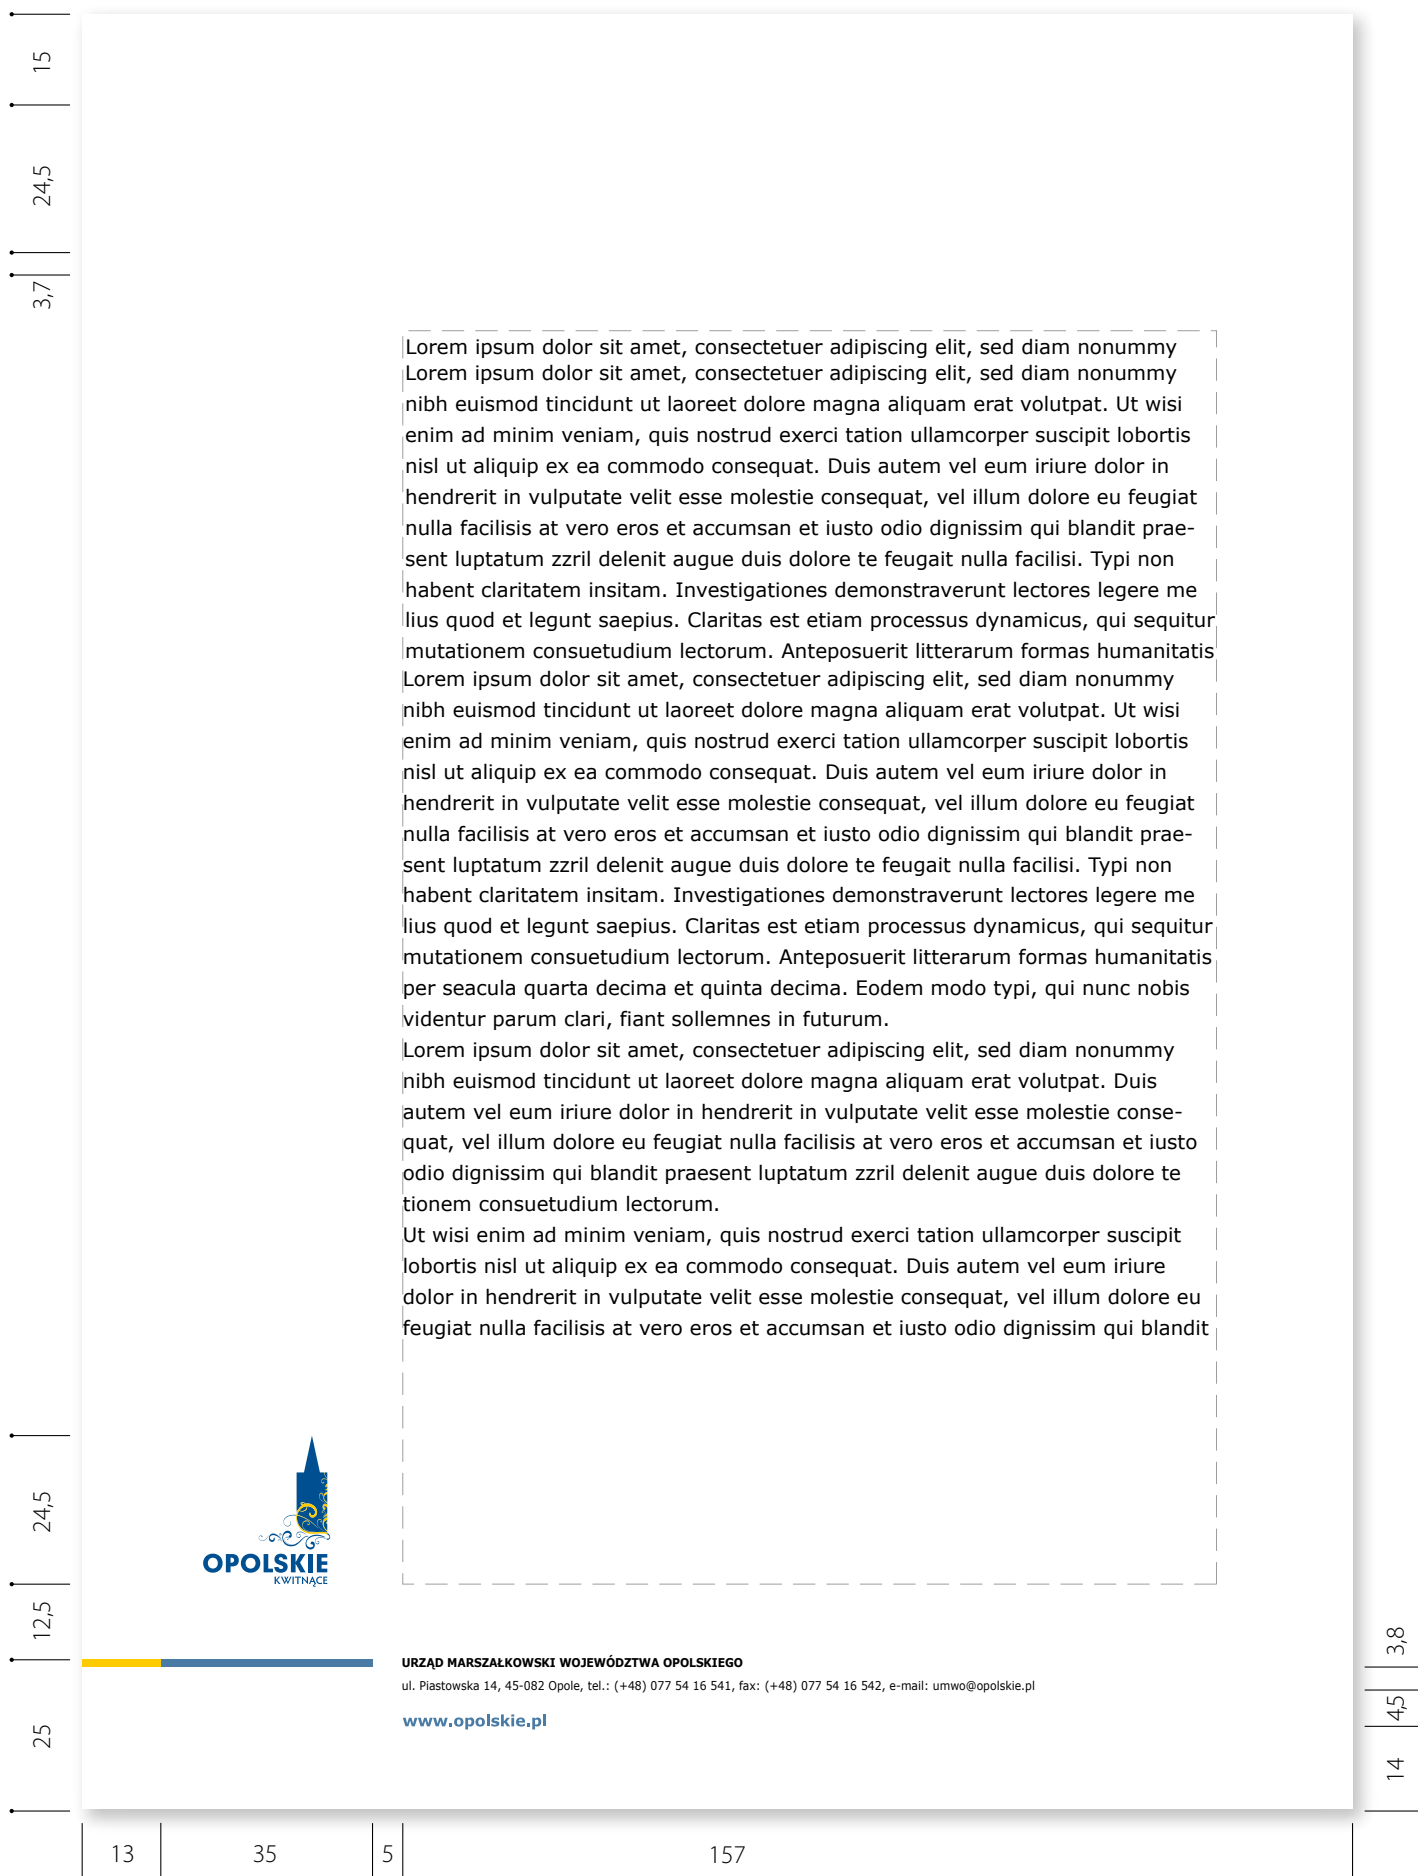 15
24,5
3,7
Lorem ipsum dolor sit amet, consectetuer adipiscing elit, sed diam nonummy
Lorem ipsum dolor sit amet, consectetuer adipiscing elit, sed diam nonummy
nibh euismod tincidunt ut laoreet dolore magna aliquam erat volutpat. Ut wisi
enim ad minim veniam, quis nostrud exerci tation ullamcorper suscipit lobortis
nisl ut aliquip ex ea commodo consequat. Duis autem vel eum iriure dolor in
hendrerit in vulputate velit esse molestie consequat, vel illum dolore eu feugiat
nulla facilisis at vero eros et accumsan et iusto odio dignissim qui blandit prae-
sent luptatum zzril delenit augue duis dolore te feugait nulla facilisi. Typi non
habent claritatem insitam. Investigationes demonstraverunt lectores legere me
lius quod et legunt saepius. Claritas est etiam processus dynamicus, qui sequitur
mutationem consuetudium lectorum. Anteposuerit litterarum formas humanitatis
Lorem ipsum dolor sit amet, consectetuer adipiscing elit, sed diam nonummy
nibh euismod tincidunt ut laoreet dolore magna aliquam erat volutpat. Ut wisi
enim ad minim veniam, quis nostrud exerci tation ullamcorper suscipit lobortis
nisl ut aliquip ex ea commodo consequat. Duis autem vel eum iriure dolor in
hendrerit in vulputate velit esse molestie consequat, vel illum dolore eu feugiat
nulla facilisis at vero eros et accumsan et iusto odio dignissim qui blandit prae-
sent luptatum zzril delenit augue duis dolore te feugait nulla facilisi. Typi non
habent claritatem insitam. Investigationes demonstraverunt lectores legere me
lius quod et legunt saepius. Claritas est etiam processus dynamicus, qui sequitur
mutationem consuetudium lectorum. Anteposuerit litterarum formas humanitatis
per seacula quarta decima et quinta decima. Eodem modo typi, qui nunc nobis
videntur parum clari, fiant sollemnes in futurum.
Lorem ipsum dolor sit amet, consectetuer adipiscing elit, sed diam nonummy
nibh euismod tincidunt ut laoreet dolore magna aliquam erat volutpat. Duis
autem vel eum iriure dolor in hendrerit in vulputate velit esse molestie conse-
quat, vel illum dolore eu feugiat nulla facilisis at vero eros et accumsan et iusto
odio dignissim qui blandit praesent luptatum zzril delenit augue duis dolore te
tionem consuetudium lectorum.
Ut wisi enim ad minim veniam, quis nostrud exerci tation ullamcorper suscipit
lobortis nisl ut aliquip ex ea commodo consequat. Duis autem vel eum iriure
dolor in hendrerit in vulputate velit esse molestie consequat, vel illum dolore eu
feugiat nulla facilisis at vero eros et accumsan et iusto odio dignissim qui blandit
24,5
OPOLSKIE
KWITNĄCE
12,5
3,8
URZĄD MARSZAŁKOWSKI WOJEWÓDZTWA OPOLSKIEGO
ul. Piastowska 14, 45-082 Opole, tel.: (+48) 077 54 16 541, fax: (+48) 077 54 16 542, e-mail: umwo@opolskie.pl
4,5
www.opolskie.pl
25
14
13
35
5
157